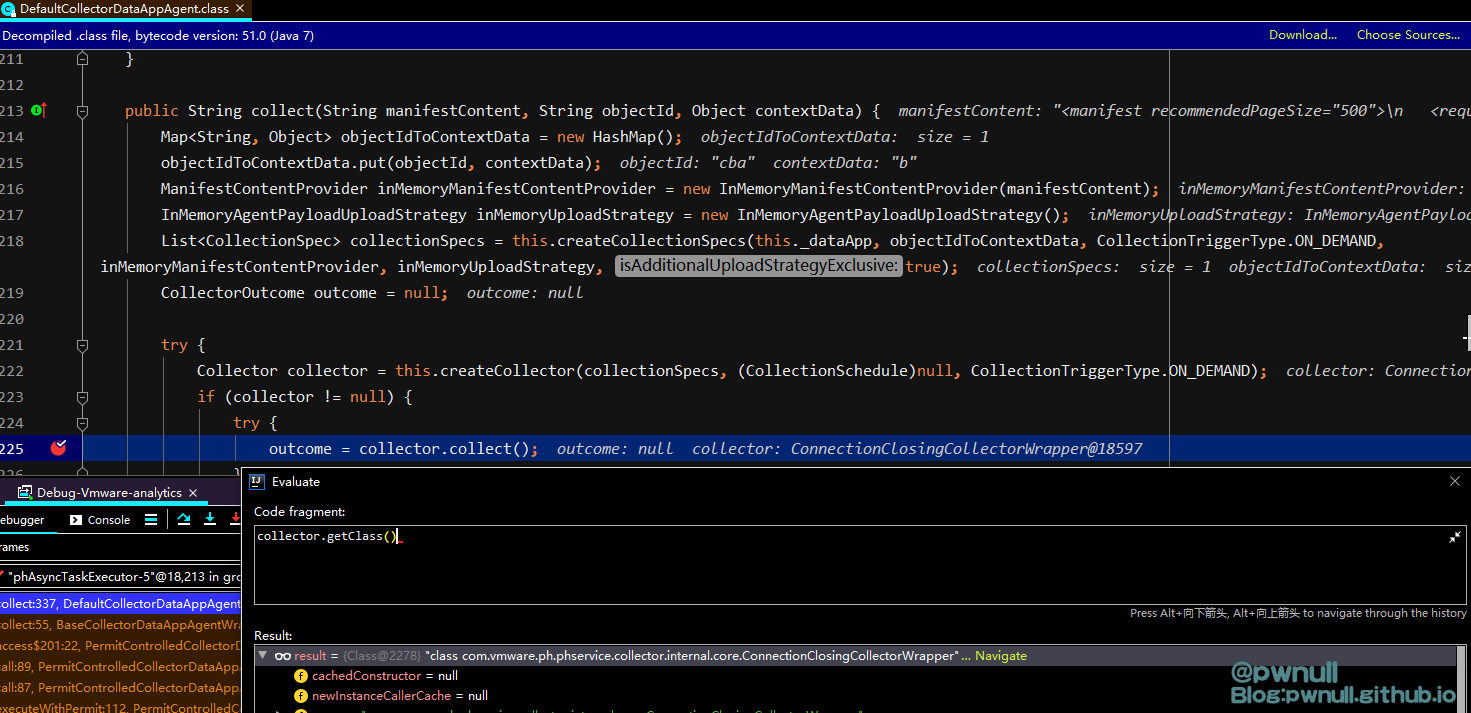 DefaultCollectorDataAppAgent.class
Decompiled .class file, bytecode version: 51.0 (Java 7) Download... Choose Sources...
211 }
212
213 public String collect(String manifestContent, String objectId, Object contextData) { manifestContent: "<manifest recommendedPageSize="500">\n <requ
214 Map<String, Object> objectIdToContextData = new HashMap(); objectIdToContextData: size = 1
215 objectIdToContextData.put(objectId, contextData); objectId: "cba" contextData: "b"
216 ManifestContentProvider inMemoryManifestContentProvider = new InMemoryManifestContentProvider(manifestContent); inMemoryManifestContentProvider:
217 InMemoryAgentPayloadUploadStrategy inMemoryUploadStrategy = new InMemoryAgentPayloadUploadStrategy(); inMemoryUploadStrategy: InMemoryAgentPayload
218 List<CollectionSpec> collectionSpecs = this.createCollectionSpecs(this._dataApp, objectIdToContextData, CollectionTriggerType.ON_DEMAND,
inMemoryManifestContentProvider, inMemoryUploadStrategy, isAdditionalUploadStrategyExclusive: true); collectionSpecs: size = 1 objectIdToContextData: siz
219 CollectorOutcome outcome = null; outcome: null
220
221 try {
222 Collector collector = this.createCollector(collectionSpecs, (CollectionSchedule)null, CollectionTriggerType.ON_DEMAND); collector: Connection
223 if (collector != null) {
224 try {
225 outcome = collector.collect(); outcome: null collector: ConnectionClosingCollectorWrapper@18597
226 }
Debug-Vmware-analytics
Evaluate
Code fragment:
ebugger Console
collector.getClass()
rames
"phAsyncTaskExecutor-5"@18,213 in gro
ollect:337, DefaultCollectorDataAppAgent
ollect:55, BaseCollectorDataAppAgentWra
access$201:22, PermitControlledCollectorD
all:89, PermitControlledCollectorDataApp
all:87, PermitControlledCollectorDataApp
executeWithPermit:112, PermitControlledC
Press Alt+向下箭头, Alt+向上箭头 to navigate through the history
Result:
result = {Class@2278} "class com.vmware.ph.phservice.collector.internal.core.ConnectionClosingCollectorWrapper"... Navigate
cachedConstructor = null
newInstanceCallerCache = null
@pwnull
Blog:pwnull.github.io